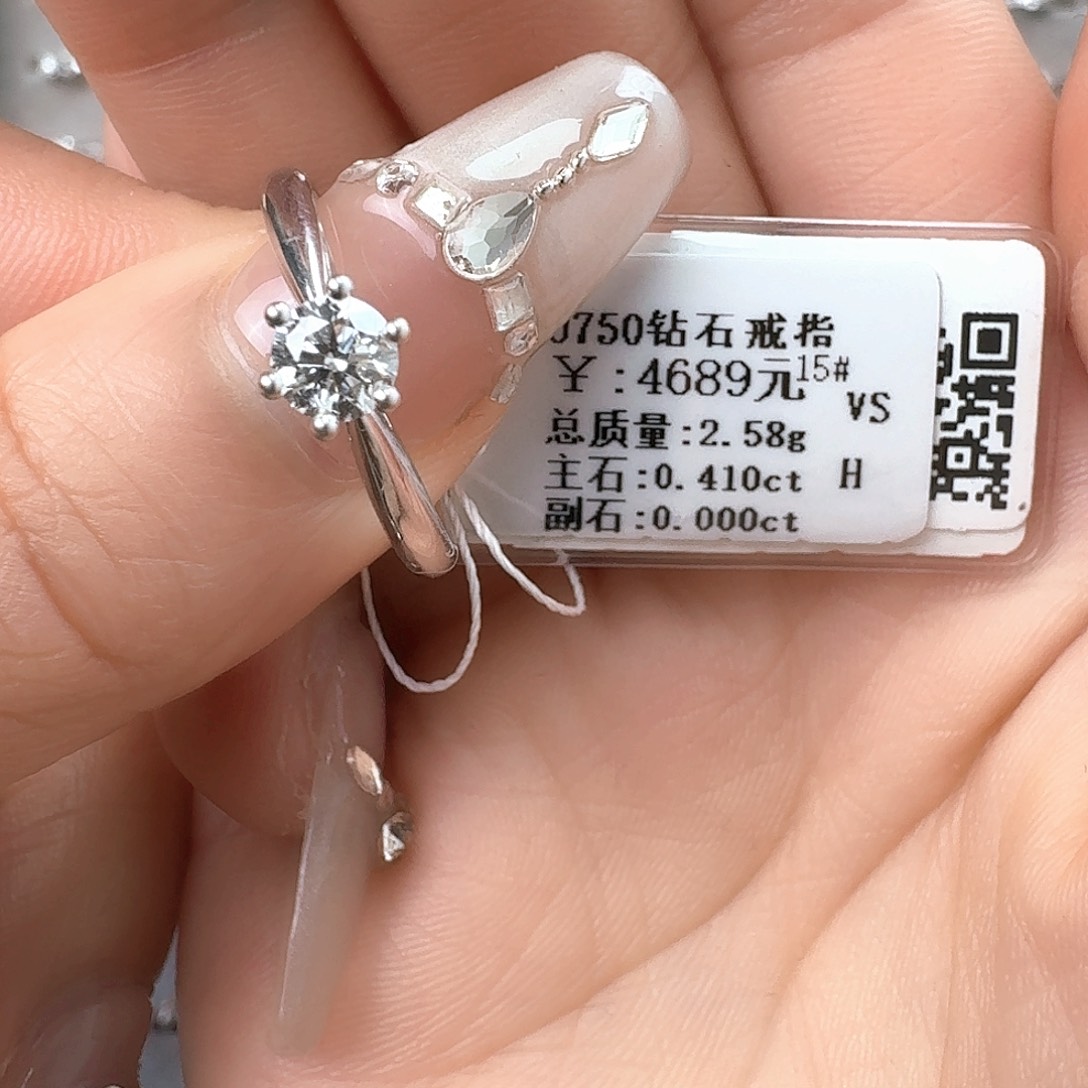 U750钻石戒指
￥:4689元15#
VS
总质量:2.58g
主石:0.410ct H
副石:0.000ct